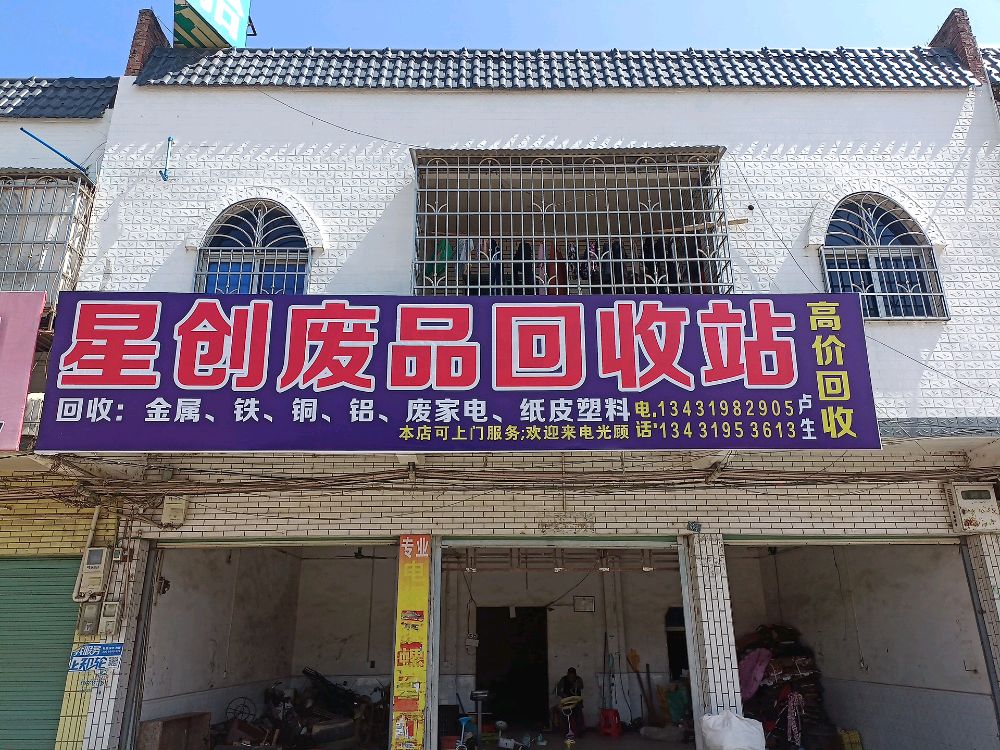 星创废品回收站
高价回收
回收：金属、铁、铜、铝、废家电、纸皮塑料
电话:13431982905
13431953613
卢生
本店可上门服务;欢迎来电光顾
专业
电